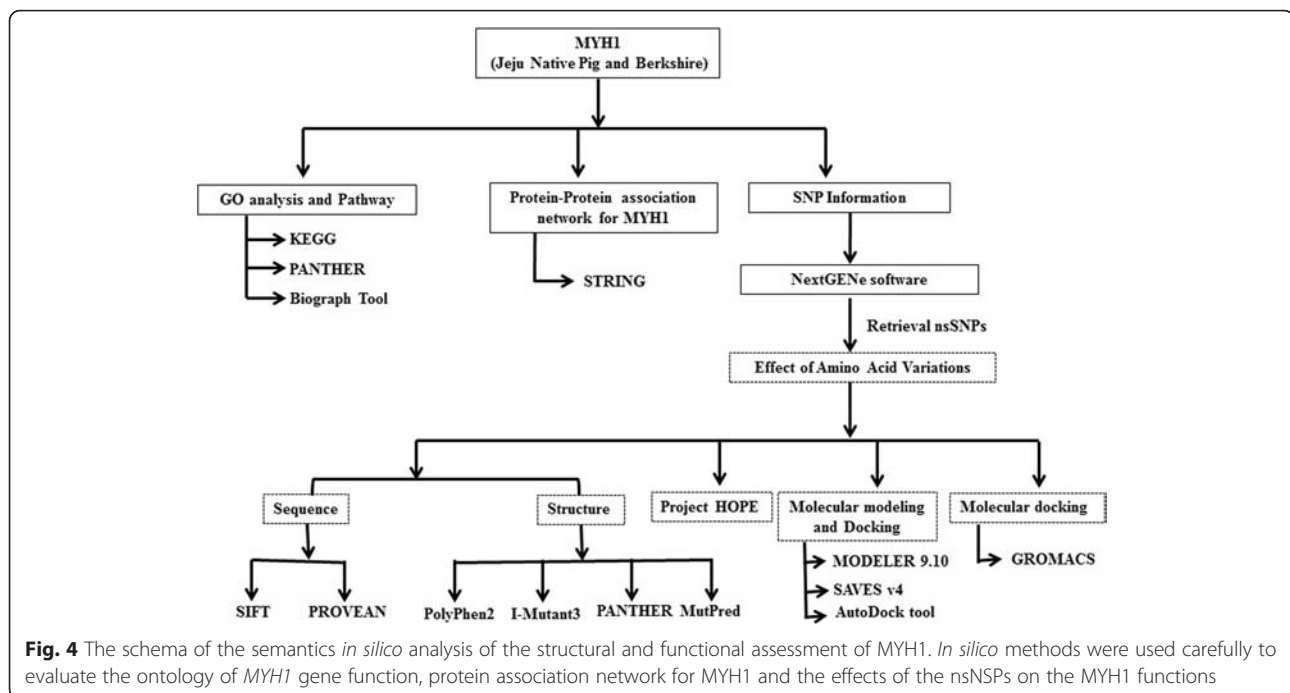 MYH1
(Jeju Native Pig and Berkshire)
GO analysis and Pathway
KEGG
PANTHER
Biograph Tool
Protein-Protein association
network for MYH1
STRING
SNP Information
NextGENe software
Retrieval nsSNPs
Effect of Amino Acid Variations
Sequence
SIFT
PROVEAN
Structure
PolyPhen2
I-Mutant3
PANTHER
MutPred
Project HOPE
Molecular modeling
and Docking
MODELER 9.10
SAVES v4
AutoDock tool
Molecular docking
GROMACS
Fig. 4 The schema of the semantics in silico analysis of the structural and functional assessment of MYH1. In silico methods were used carefully to
evaluate the ontology of MYH1 gene function, protein association network for MYH1 and the effects of the nsNSPs on the MYH1 functions